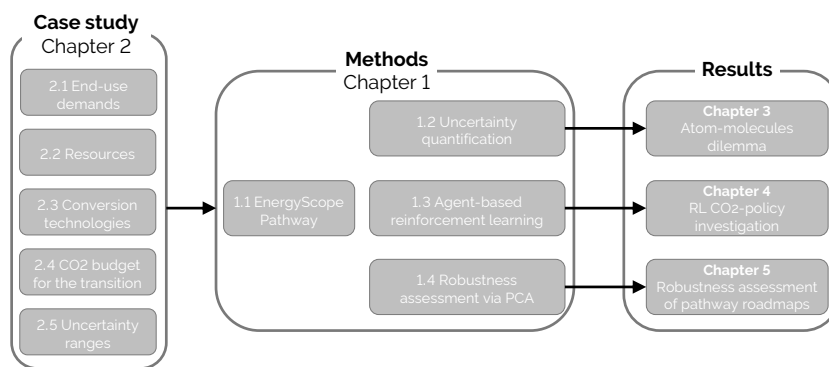 Case study
Chapter 2
2.1 End-use
demands
2.2 Resources
2.3 Conversion
technologies
2.4 CO2 budget
for the transition
2.5 Uncertainty
ranges
Methods
Chapter 1
1.1 EnergyScope
Pathway
1.2 Uncertainty
quantification
1.3 Agent-based
reinforcement learning
1.4 Robustness
assessment via PCA
Results
Chapter 3
Atom-molecules
dilemma
Chapter 4
RL CO2-policy
investigation
Chapter 5
Robustness assessment
of pathway roadmaps